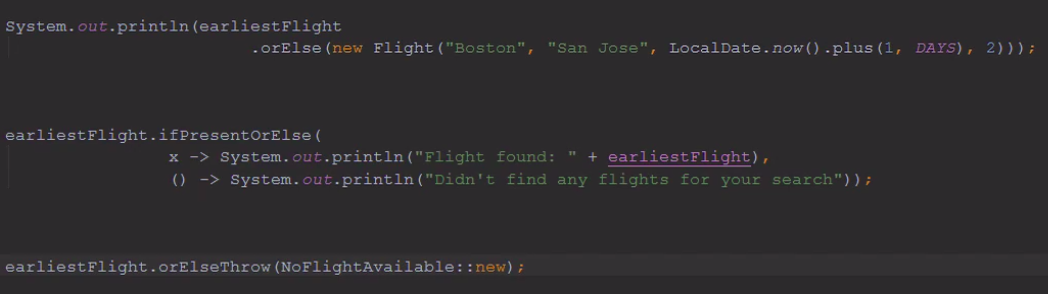 System.out.println(earliestFlight
.orElse(new Flight("Boston", "San Jose", LocalDate.now().plus(1, DAYS), 2)));
earliestFlight.ifPresentOrElse(
x -> System.out.println("Flight found: " + earliestFlight),
() -> System.out.println("Didn't find any flights for your search"));
earliestFlight.orElseThrow(NoFlightAvailable::new);